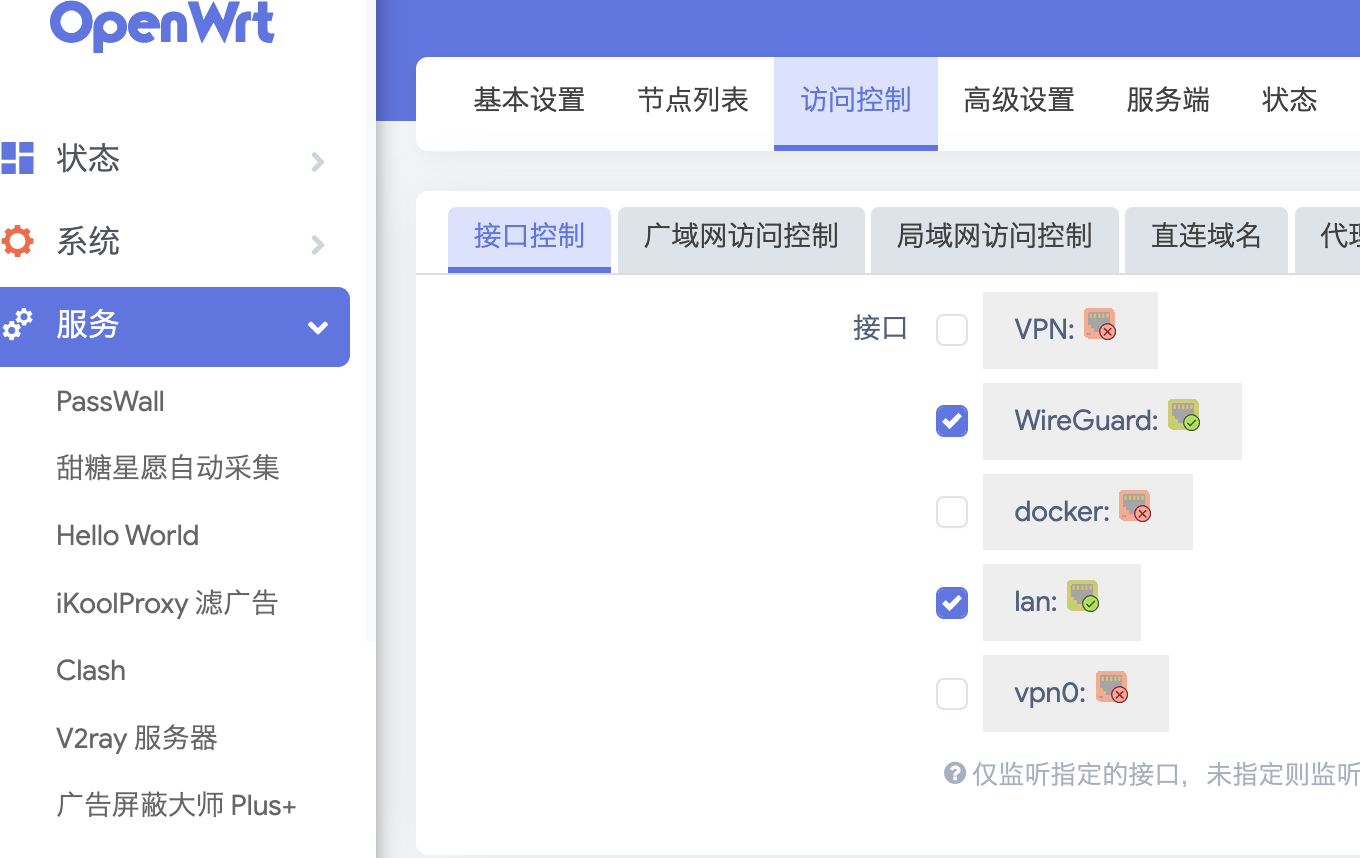 OpenWrt
状态
系统
服务
PassWall
甜糖星愿自动采集
Hello World
iKoolProxy 滤广告
Clash
V2ray 服务器
广告屏蔽大师 Plus+
基本设置 节点列表 访问控制 高级设置 服务端 状态
接口控制 广域网访问控制 局域网访问控制 直连域名 代理
接口
VPN:
WireGuard:
docker:
lan:
vpn0:
仅监听指定的接口，未指定则监听